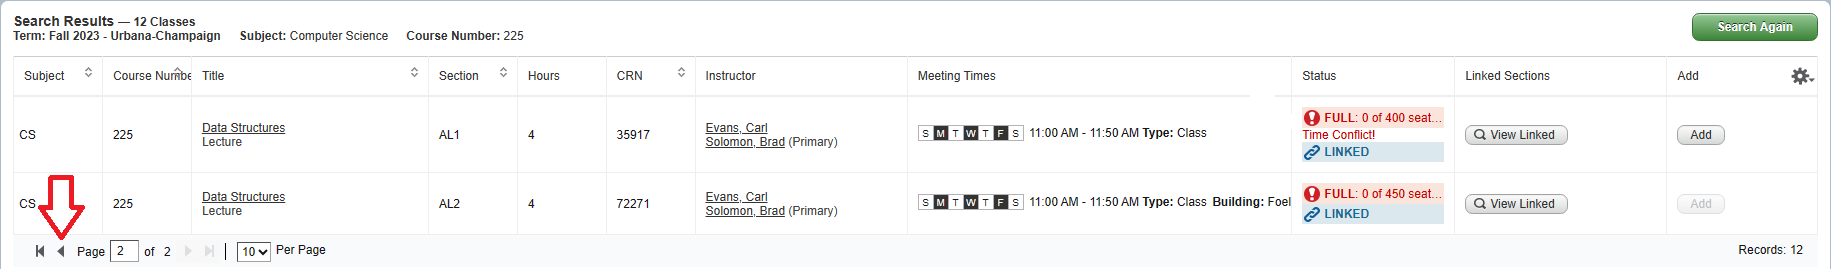 Search Results — 12 Classes
Term: Fall 2023 - Urbana-Champaign Subject: Computer Science Course Number: 225
Search Again
Subject Course Numbe Title Section Hours CRN Instructor Meeting Times Status Linked Sections Add
CS 225 Data Structures Lecture AL1 4 35917 Evans, Carl Solomon, Brad (Primary) S M T W T F S 11:00 AM - 11:50 AM Type: Class FULL: 0 of 400 seat... Time Conflict! LINKED View Linked Add
CS 225 Data Structures Lecture AL2 4 72271 Evans, Carl Solomon, Brad (Primary) S M T W T F S 11:00 AM - 11:50 AM Type: Class Building: Foel FULL: 0 of 450 seat... LINKED View Linked Add
Page 2 of 2 10 Per Page Records: 12